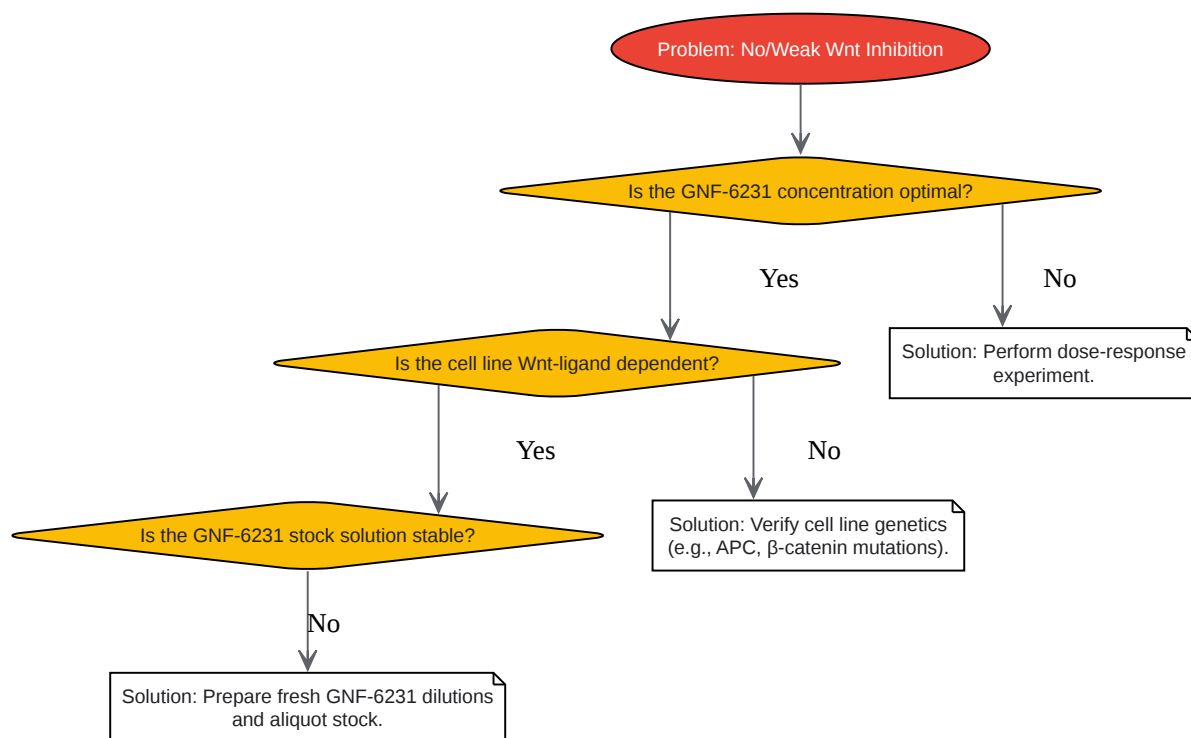 Problem: No/Weak Wnt Inhibition
Is the GNF-6231 concentration optimal?
Yes
No
Solution: Perform dose-response
experiment.
Is the cell line Wnt-ligand dependent?
Yes
No
Solution: Verify cell line genetics
(e.g., APC, β-catenin mutations).
Is the GNF-6231 stock solution stable?
No
Solution: Prepare fresh GNF-6231 dilutions
and aliquot stock.